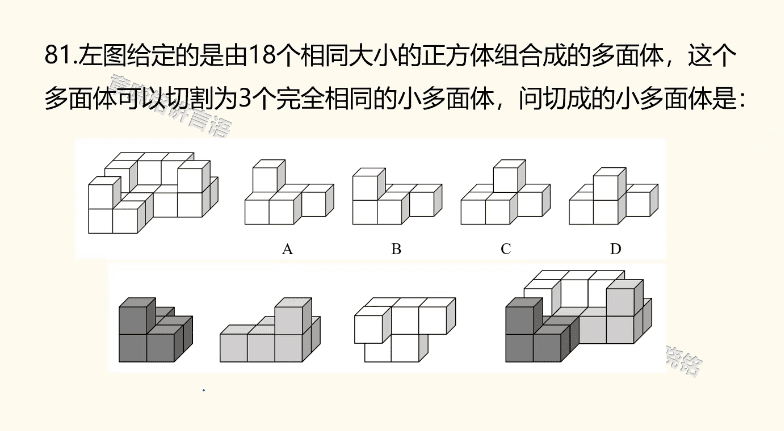 81.左图给定的是由18个相同大小的正方体组合成的多面体，这个
多面体可以切割为3个完全相同的小多面体，问切成的小多面体是：
A B C D